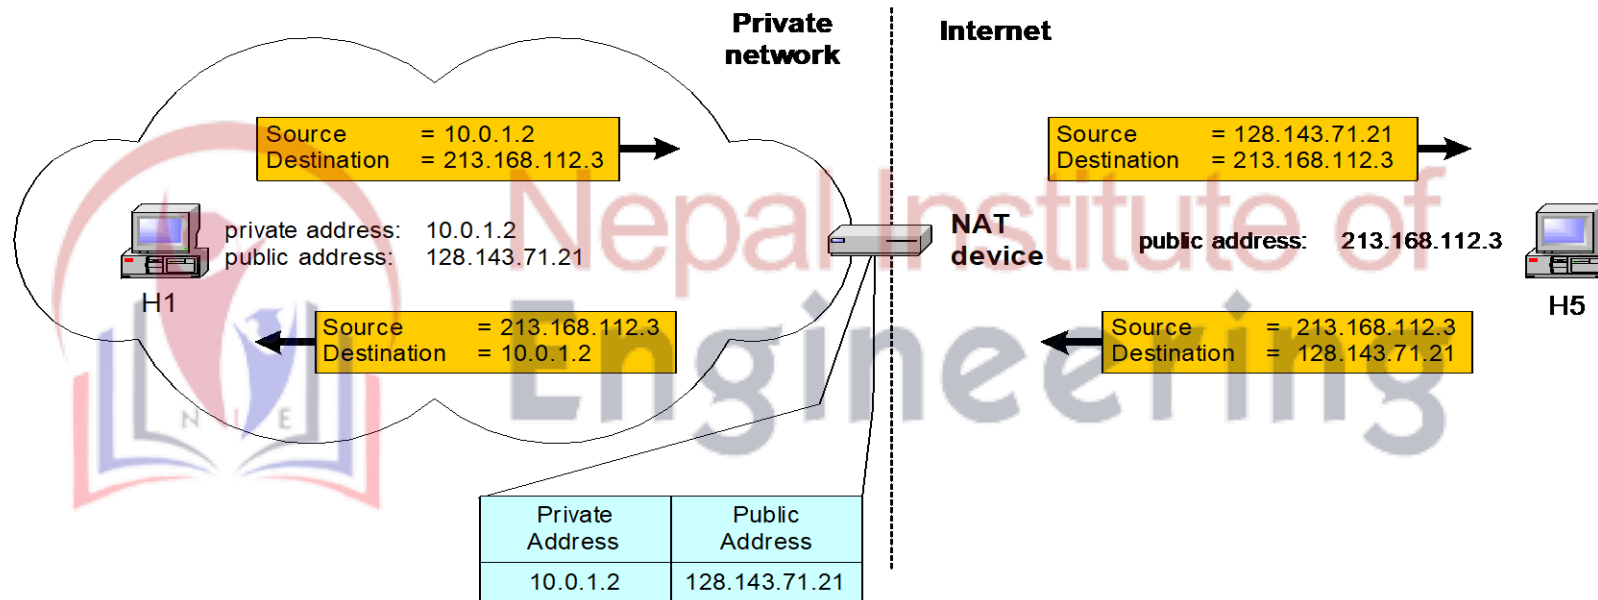 Private
network
Internet
Source = 10.0.1.2
Destination = 213.168.112.3
Source = 128.143.71.21
Destination = 213.168.112.3
Nepal Institute of
Engineering
private address: 10.0.1.2
public address: 128.143.71.21
H1
NAT
device
public address: 213.168.112.3
H5
Source = 213.168.112.3
Destination = 10.0.1.2
Source = 213.168.112.3
Destination = 128.143.71.21
N I E
Private
Address
Public
Address
10.0.1.2
128.143.71.21